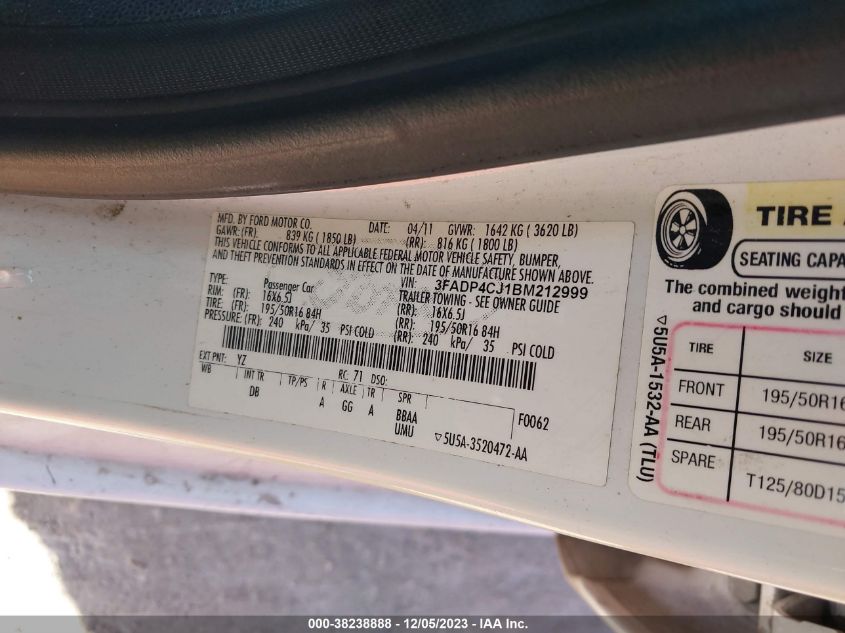 MFD. BY FORD MOTOR CO.
DATE: 04/11 GVWR: 1642 KG ( 3620 LB)
GAWR:(FR): 839 KG ( 1850 LB) (RR): 816 KG ( 1800 LB)
THIS VEHICLE CONFORMS TO ALL APPLICABLE FEDERAL MOTOR VEHICLE SAFETY, BUMPER,
AND THEFT PREVENTION STANDARDS IN EFFECT ON THE DATE OF MANUFACTURE SHOWN ABOVE.
VIN: 3FADP4CJ1BM212999
TYPE: Passenger Car TRAILER TOWING - SEE OWNER GUIDE
RIM: (FR): 16X6.5J (RR): 16X6.5J
TIRE: (FR): 195/50R16 84H (RR): 195/50R16 84H
PRESSURE: (FR): 240 kPa/ 35 PSI COLD (RR): 240 kPa/ 35 PSI COLD
EXT PNT: YZ RC: 71 DSO:
WB INT TR TP/PS R AXLE TR SPR
DB A GG A BBAA F0062
UMU ▽5U5A-3520472-AA
TIRE
SEATING CAPA
The combined weight
and cargo should
▽5U5A-1532-AA (TLU)
TIRE SIZE
FRONT 195/50R16
REAR 195/50R16
SPARE T125/80D15
000-38238888 - 12/05/2023 - IAA Inc.